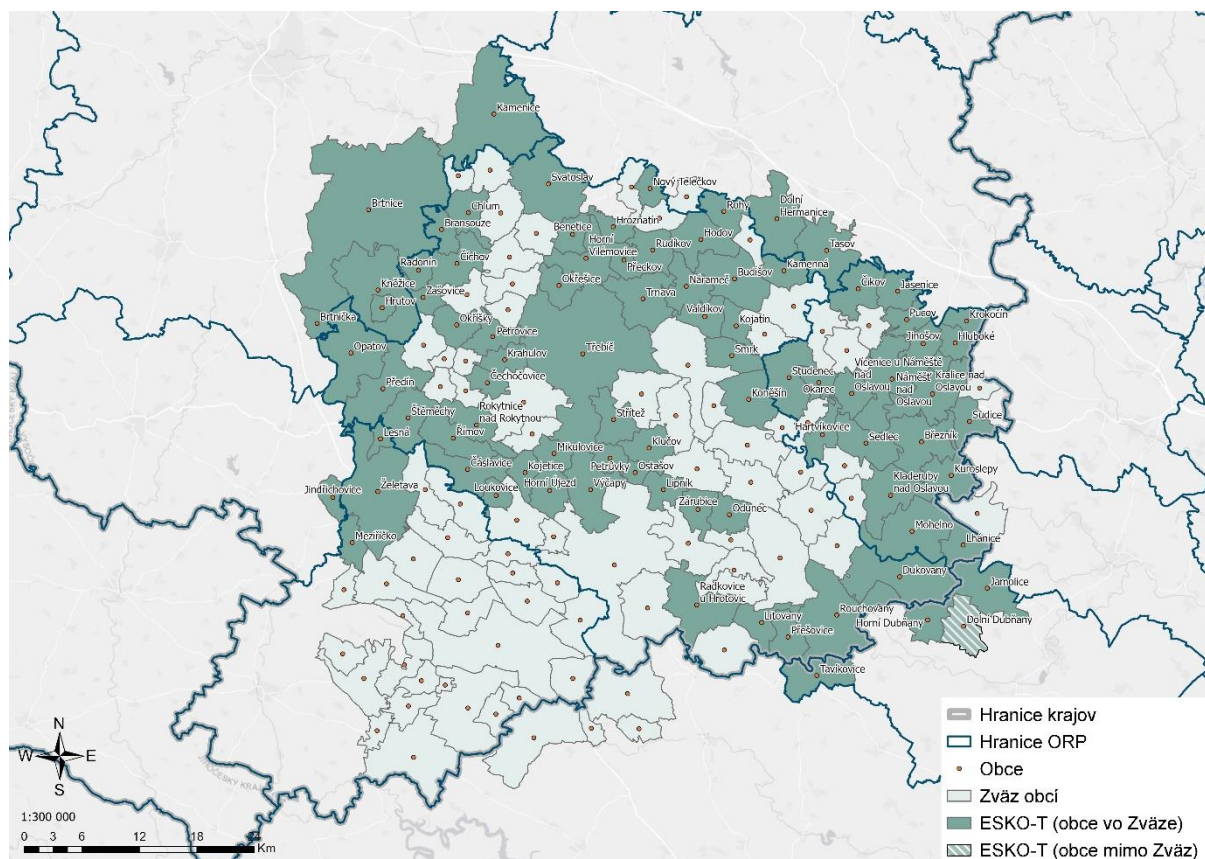 Kamenice
Svatoslav
Nový Telečkov
Brtnice
Chlum
Hroznatín
Rohy
Dolní
Heřmanice
Bransouze
Benetice
Horní
Vilémovice
Rudíkov
Hodov
Tasov
Radonín
Číchov
Přeckov
Kněžice
Zašovice
Okřešice
Nárameč
Budišov
Kamenná
Čikov
Jasenice
Hrutov
Trnava
Brtnička
Okříšky
Petrovice
Valdíkov
Kojatín
Pucov
Krokočín
Jinošov
Hluboké
Opatov
Krahulov
Třebíč
Smrk
Vícenice u
Náměště
nad
Oslavou
Náměšť
nad
Oslavou
Kralice nad
Oslavou
Předín
Čechočovice
Studenec
Okarec
Kuněšín
Štěměchy
Rokytnice
nad Rokytnou
Střítež
Hartvíkovice
Sudice
Lesná
Římov
Mikulovice
Klučov
Sedlec
Březník
Čáslavice
Kojetice
Petrůvky
Ostašov
Kuroslepy
Jindřichovice
Želetava
Loukovice
Horní Újezd
Výčapy
Lipník
Kladeruby
nad Oslavou
Zárubice
Odunec
Meziříčko
Mohelno
Lhánice
Dukovany
Radkovice
u Hrotovic
Jamolice
Litovany
Rouchovany
Horní Dubňany
Dolní Dubňany
Přešovice
Tavíkovice
N
W
E
S
1:300 000
0 3 6 12 18
Km
Hranice krajov
Hranice ORP
Obce
Zväz obcí
ESKO-T (obce vo Zväze)
ESKO-T (obce mimo Zväz)